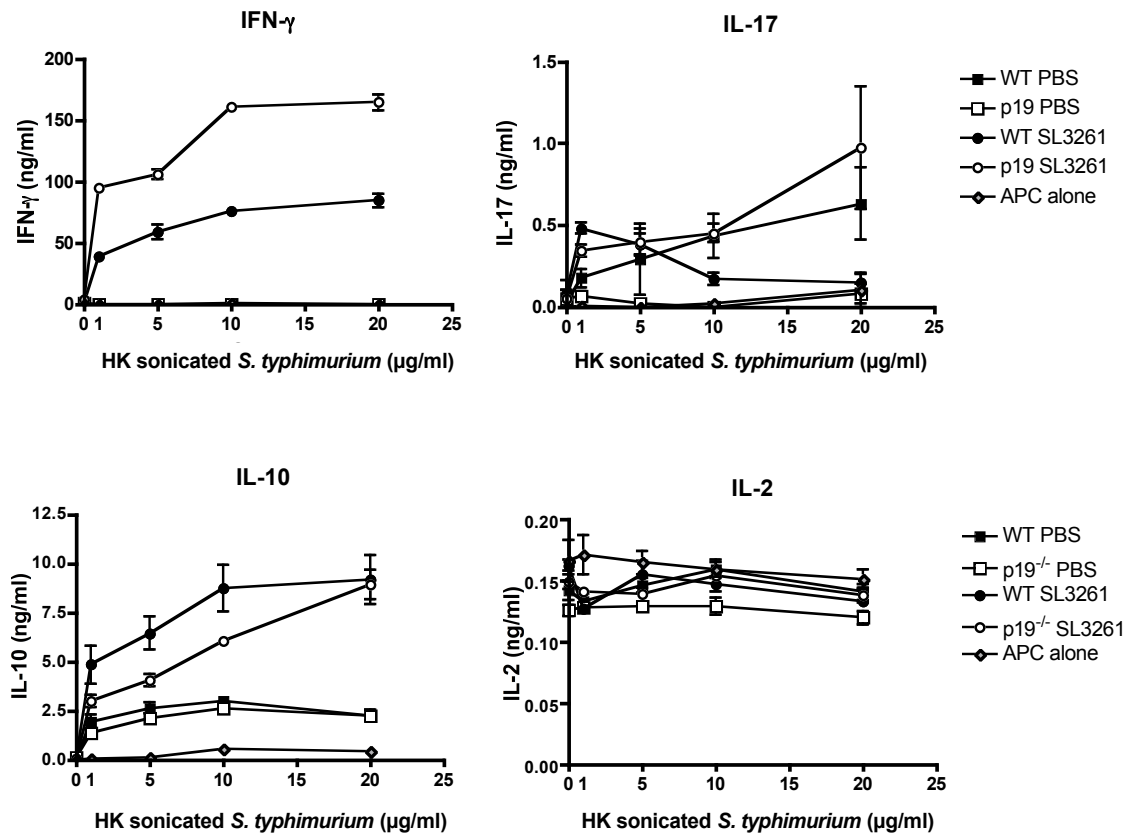 IFN-γ
IFN-γ (ng/ml)
200
150
100
50
0
0 1 5 10 15 20 25
HK sonicated S. typhimurium (µg/ml)
IL-17
IL-17 (ng/ml)
1.5
1.0
0.5
0.0
0 1 5 10 15 20 25
HK sonicated S. typhimurium (µg/ml)
WT PBS
p19 PBS
WT SL3261
p19 SL3261
APC alone
IL-10
IL-10 (ng/ml)
12.5
10.0
7.5
5.0
2.5
0.0
0 1 5 10 15 20 25
HK sonicated S. typhimurium (µg/ml)
IL-2
IL-2 (ng/ml)
0.20
0.15
0.10
0.05
0.00
0 1 5 10 15 20 25
HK sonicated S. typhimurium (µg/ml)
WT PBS
p19⁻/⁻ PBS
WT SL3261
p19⁻/⁻ SL3261
APC alone